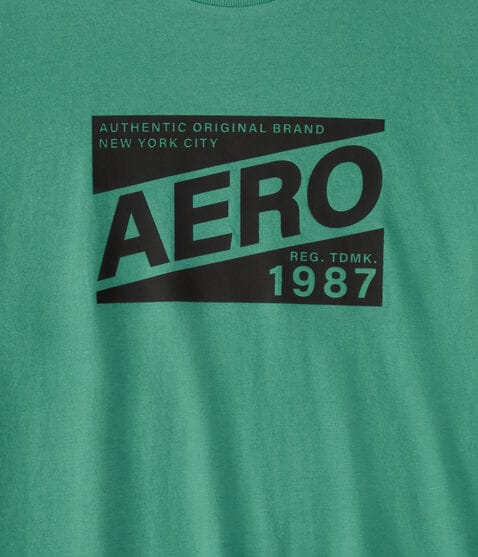 AUTHENTIC ORIGINAL BRAND
NEW YORK CITY
AERO
REG. TDMK.
1987